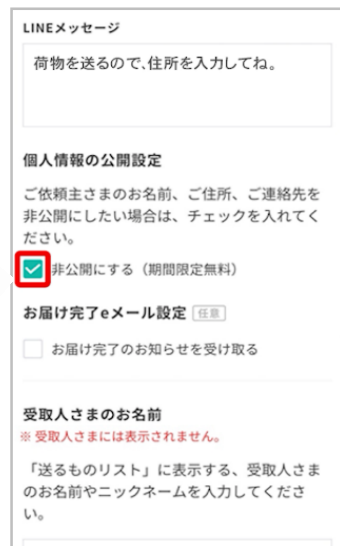 LINEメッセージ
荷物を送るので、住所を入力してね。
個人情報の公開設定
ご依頼主さまのお名前、ご住所、ご連絡先を
非公開にしたい場合は、チェックを入れてく
ださい。
非公開にする（期間限定無料）
お届け完了eメール設定 任意
お届け完了のお知らせを受け取る
受取人さまのお名前
※ 受取人さまには表示されません。
「送るものリスト」に表示する、受取人さま
のお名前やニックネームを入力してくださ
い。